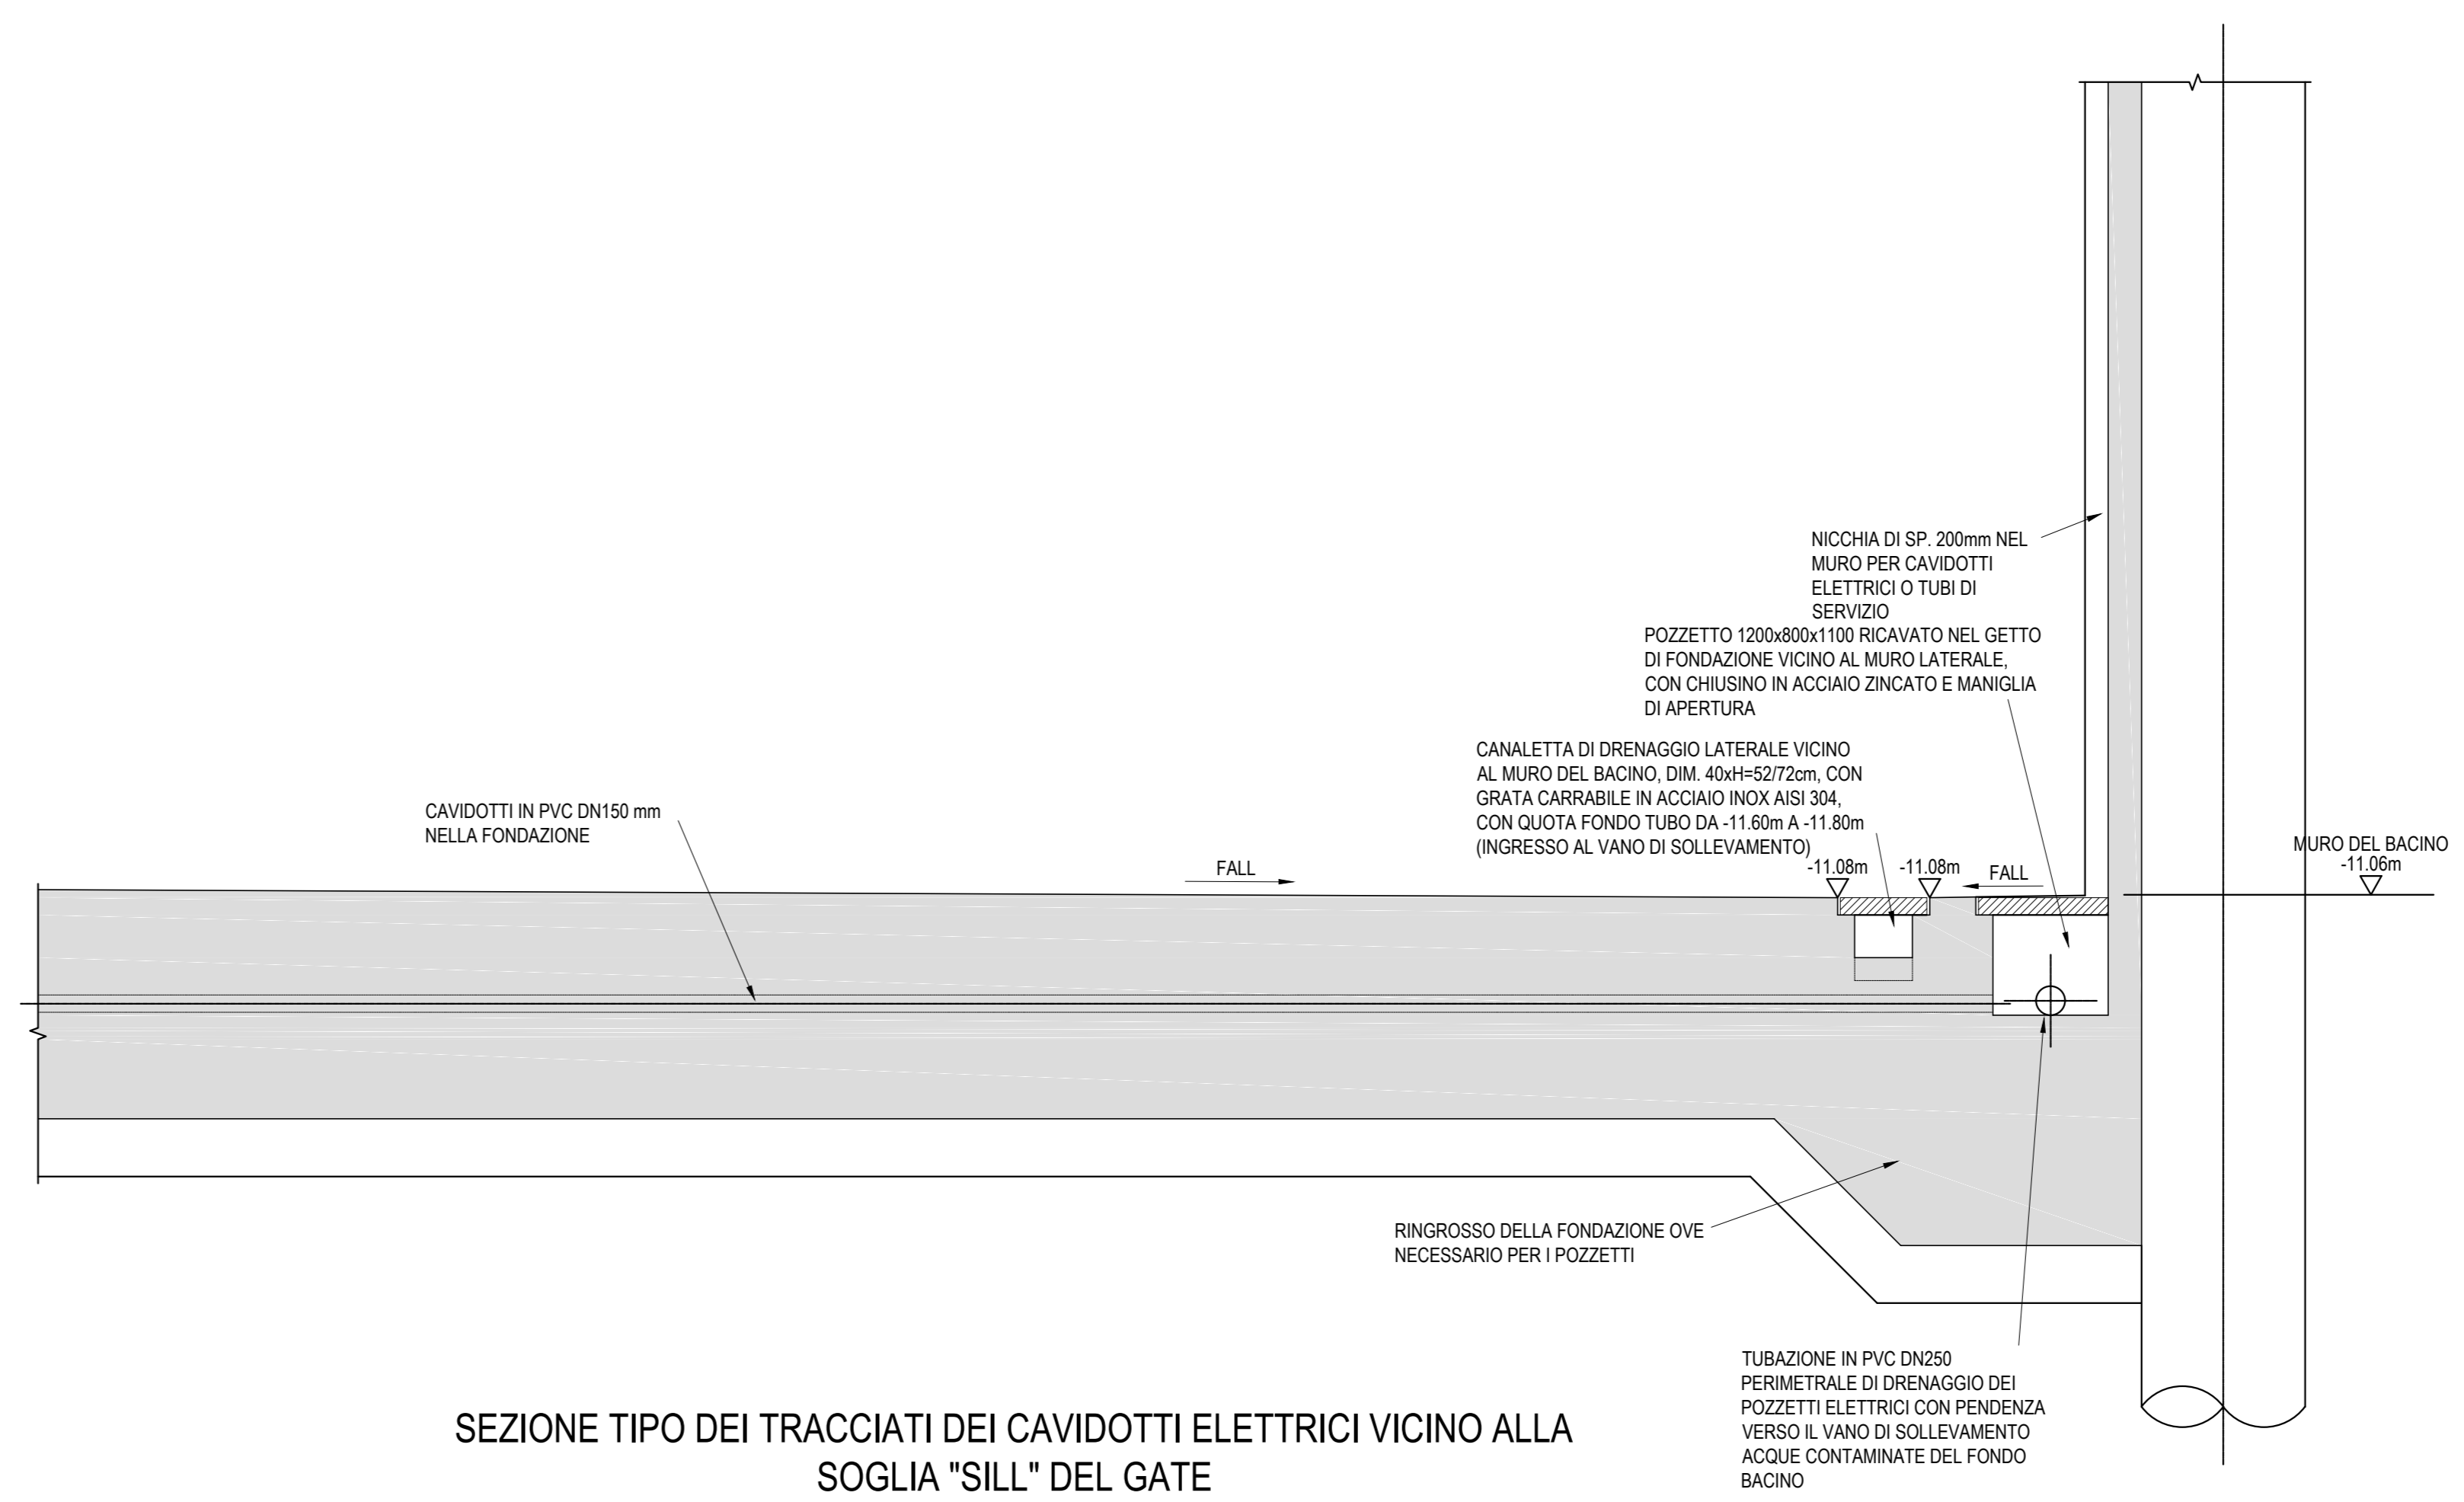 NICCHIA DI SP. 200mm NEL
MURO PER CAVIDOTTI
ELETTRICI O TUBI DI
SERVIZIO
POZZETTO 1200x800x1100 RICAVATO NEL GETTO
DI FONDAZIONE VICINO AL MURO LATERALE,
CON CHIUSINO IN ACCIAIO ZINCATO E MANIGLIA
DI APERTURA
CANALETTA DI DRENAGGIO LATERALE VICINO
AL MURO DEL BACINO, DIM. 40xH=52/72cm, CON
GRATA CARRABILE IN ACCIAIO INOX AISI 304,
CON QUOTA FONDO TUBO DA -11.60m A -11.80m
(INGRESSO AL VANO DI SOLLEVAMENTO)
CAVIDOTTI IN PVC DN150 mm
NELLA FONDAZIONE
FALL
-11.08m
-11.08m
FALL
MURO DEL BACINO
-11.06m
RINGROSSO DELLA FONDAZIONE OVE
NECESSARIO PER I POZZETTI
TUBAZIONE IN PVC DN250
PERIMETRALE DI DRENAGGIO DEI
POZZETTI ELETTRICI CON PENDENZA
VERSO IL VANO DI SOLLEVAMENTO
ACQUE CONTAMINATE DEL FONDO
BACINO
SEZIONE TIPO DEI TRACCIATI DEI CAVIDOTTI ELETTRICI VICINO ALLA
SOGLIA "SILL" DEL GATE